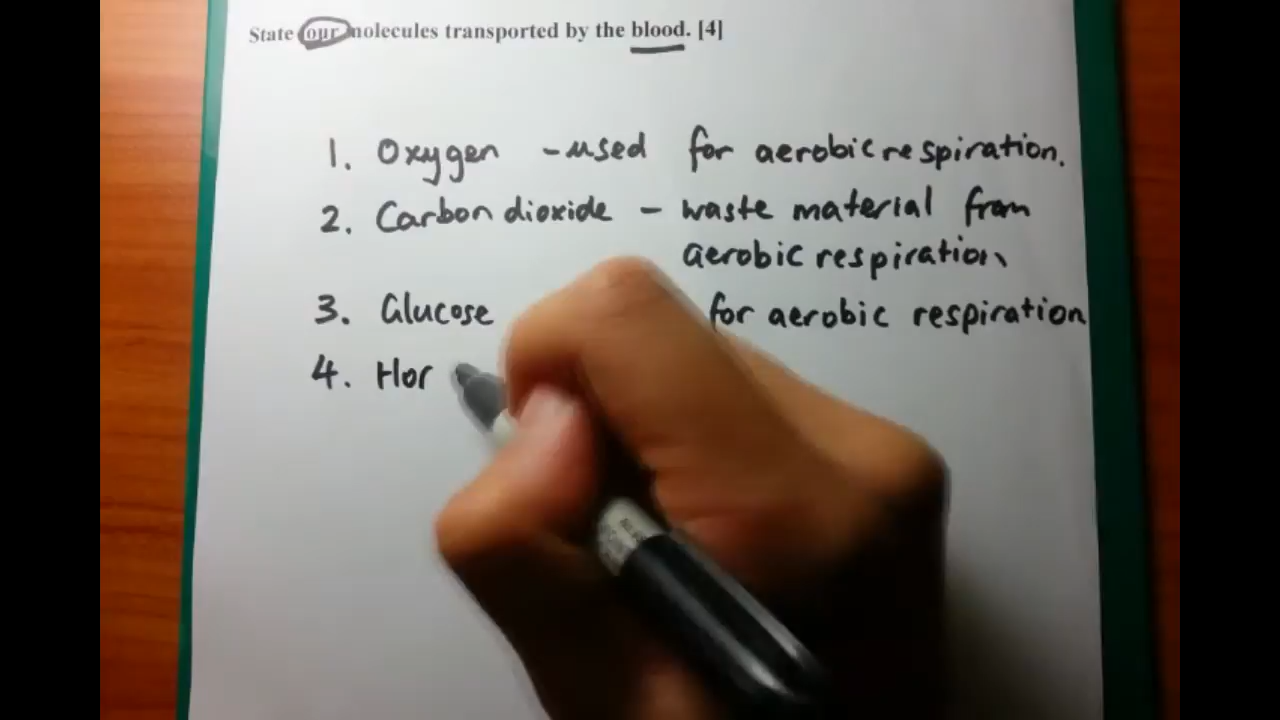 State our molecules transported by the blood. [4]
1. Oxygen - used for aerobic respiration.
2. Carbon dioxide - waste material from
aerobic respiration
3. Glucose for aerobic respiration
4. Hor